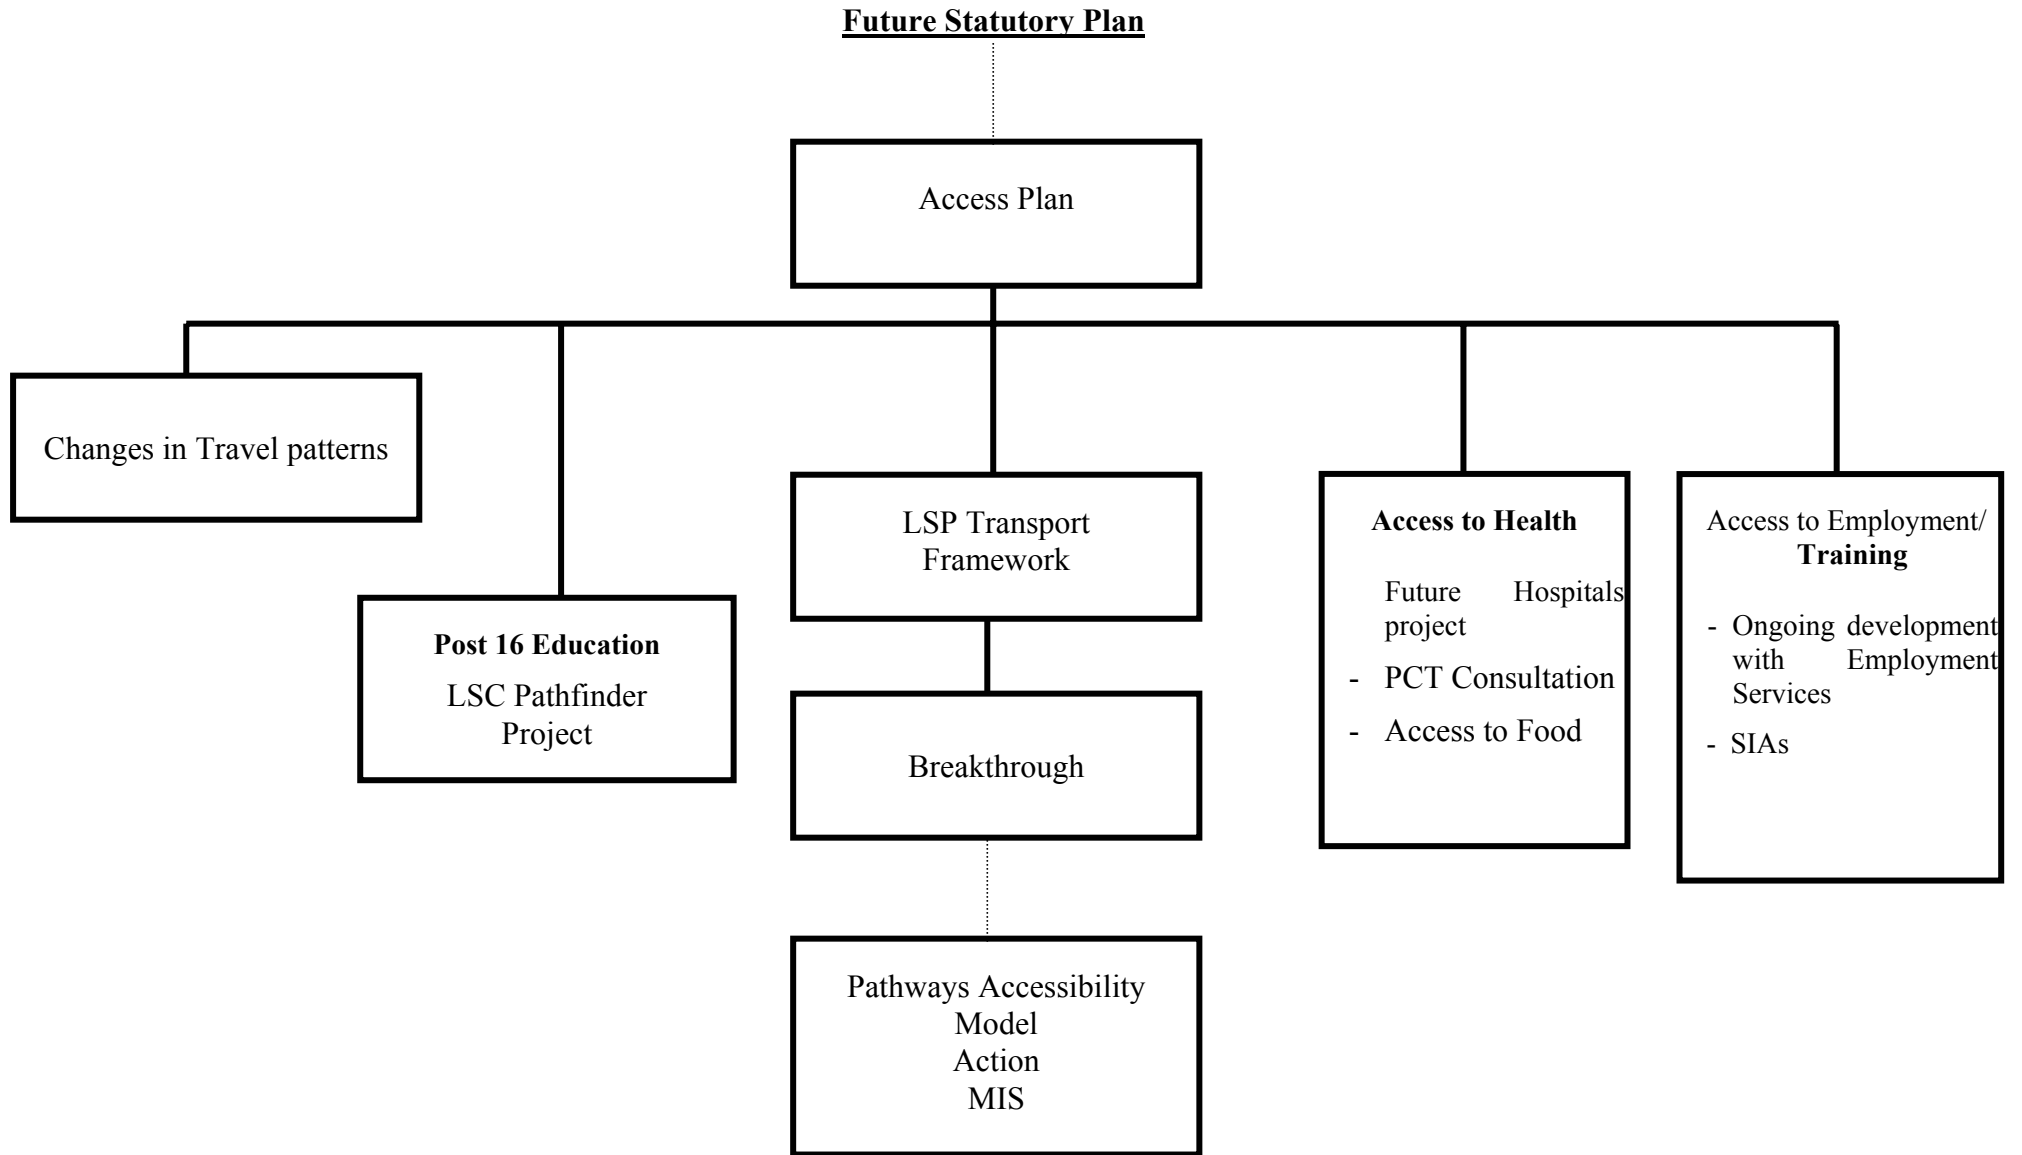 Future Statutory Plan
Access Plan
Changes in Travel patterns
Post 16 Education
LSC Pathfinder
Project
LSP Transport
Framework
Breakthrough
Pathways Accessibility
Model
Action
MIS
Access to Health
Future Hospitals
project
- PCT Consultation
- Access to Food
Access to Employment/
Training
- Ongoing development
with Employment
Services
- SIAs